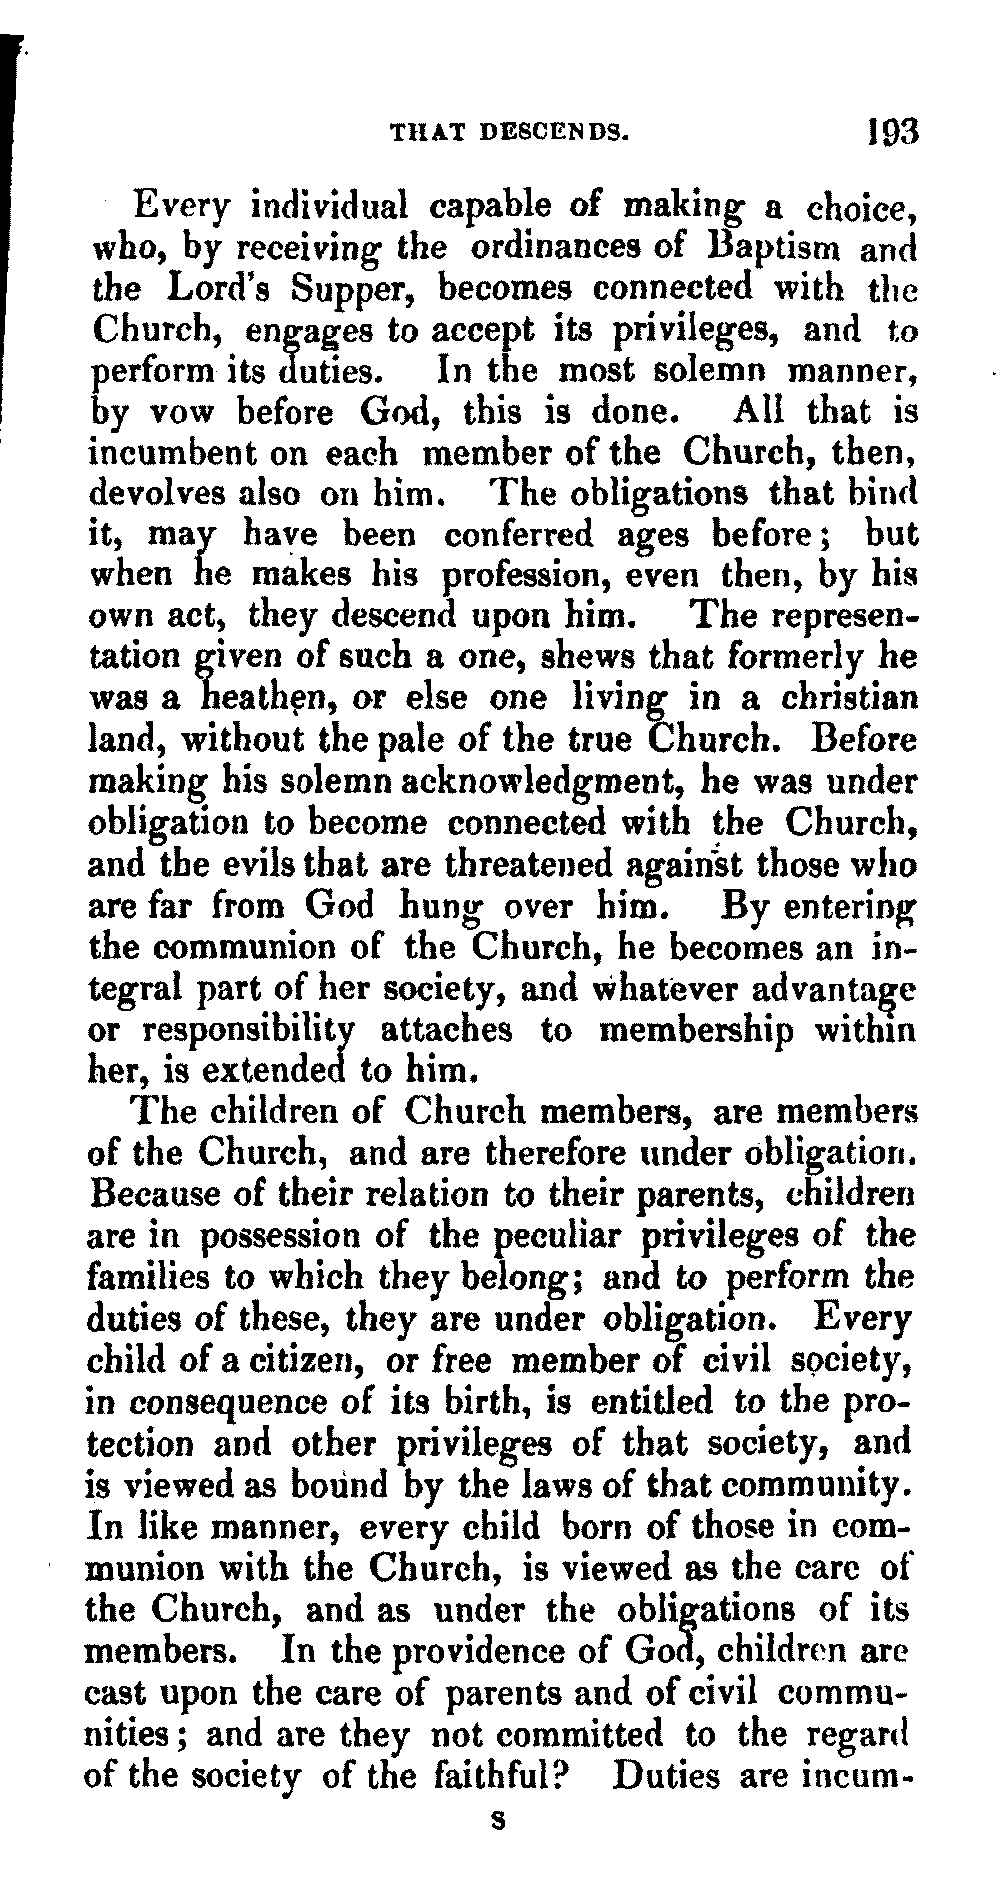 THAT DESCENDS. 193
Every individual capable of making a choice,
who, by receiving the ordinances of Baptism and
the Lord's Supper, becomes connected with the
Church, engages to accept its privileges, and to
perform its duties. In the most solemn manner,
by vow before God, this is done. All that is
incumbent on each member of the Church, then,
devolves also on him. The obligations that bind
it, may have been conferred ages before; but
when he makes his profession, even then, by his
own act, they descend upon him. The represen-
tation given of such a one, shews that formerly he
was a heathen, or else one living in a christian
land, without the pale of the true Church. Before
making his solemn acknowledgment, he was under
obligation to become connected with the Church,
and the evils that are threatened against those who
are far from God hung over him. By entering
the communion of the Church, he becomes an in-
tegral part of her society, and whatever advantage
or responsibility attaches to membership within
her, is extended to him.
The children of Church members, are members
of the Church, and are therefore under obligation.
Because of their relation to their parents, children
are in possession of the peculiar privileges of the
families to which they belong; and to perform the
duties of these, they are under obligation. Every
child of a citizen, or free member of civil society,
in consequence of its birth, is entitled to the pro-
tection and other privileges of that society, and
is viewed as bound by the laws of that community.
In like manner, every child born of those in com-
munion with the Church, is viewed as the care of
the Church, and as under the obligations of its
members. In the providence of God, children are
cast upon the care of parents and of civil commu-
nities; and are they not committed to the regard
of the society of the faithful? Duties are incum-
S